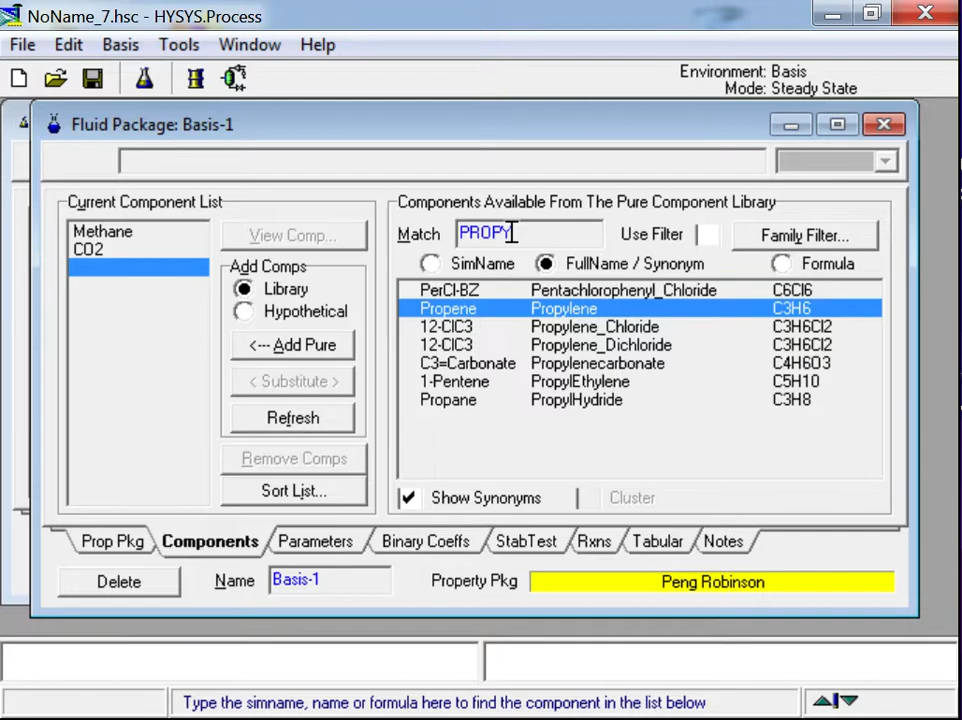 NoName_7.hsc - HYSYS.Process
File Edit Basis Tools Window Help
Environment: Basis
Mode: Steady State
Fluid Package: Basis-1
Current Component List
Methane
CO2
View Comp...
Add Comps
Library
Hypothetical
<--- Add Pure
< Substitute >
Refresh
Remove Comps
Sort List...
Components Available From The Pure Component Library
Match PROPY Use Filter Family Filter...
SimName FullName / Synonym Formula
PerCl-BZ Pentachlorophenyl_Chloride C6Cl6
Propene Propylene C3H6
12-ClC3 Propylene_Chloride C3H6Cl2
12-ClC3 Propylene_Dichloride C3H6Cl2
C3=Carbonate Propylenecarbonate C4H6O3
1-Pentene PropylEthylene C5H10
Propane PropylHydride C3H8
Show Synonyms Cluster
Prop Pkg Components Parameters Binary Coeffs StabTest Rxns Tabular Notes
Delete Name Basis-1 Property Pkg Peng Robinson
Type the simname, name or formula here to find the component in the list below